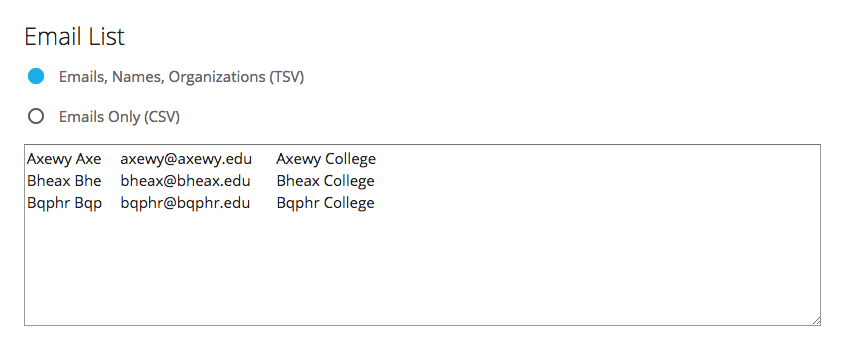 Email List
Emails, Names, Organizations (TSV)
Emails Only (CSV)
Axewy Axe axewy@axewy.edu Axewy College
Bheax Bhe bheax@bheax.edu Bheax College
Bqphr Bqp bqphr@bqphr.edu Bqphr College